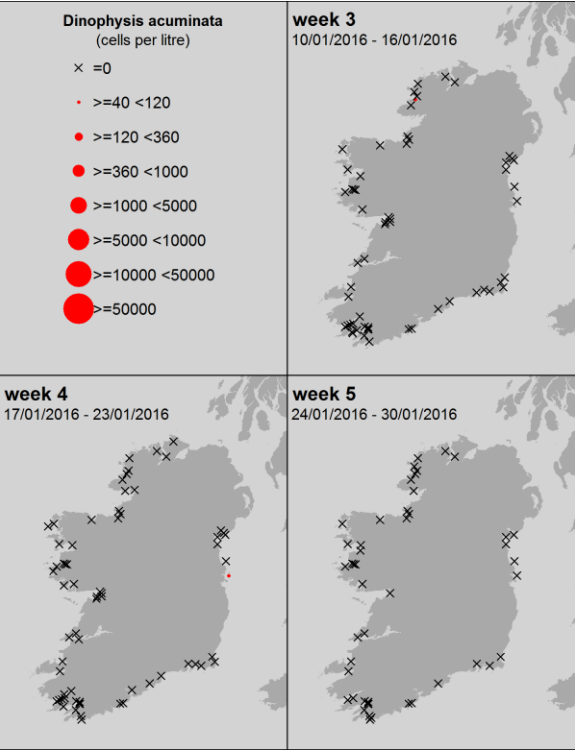 Dinophysis acuminata
(cells per litre)
=0
>=40 <120
>=120 <360
>=360 <1000
>=1000 <5000
>=5000 <10000
>=10000 <50000
>=50000
week 3
10/01/2016 - 16/01/2016
week 4
17/01/2016 - 23/01/2016
week 5
24/01/2016 - 30/01/2016